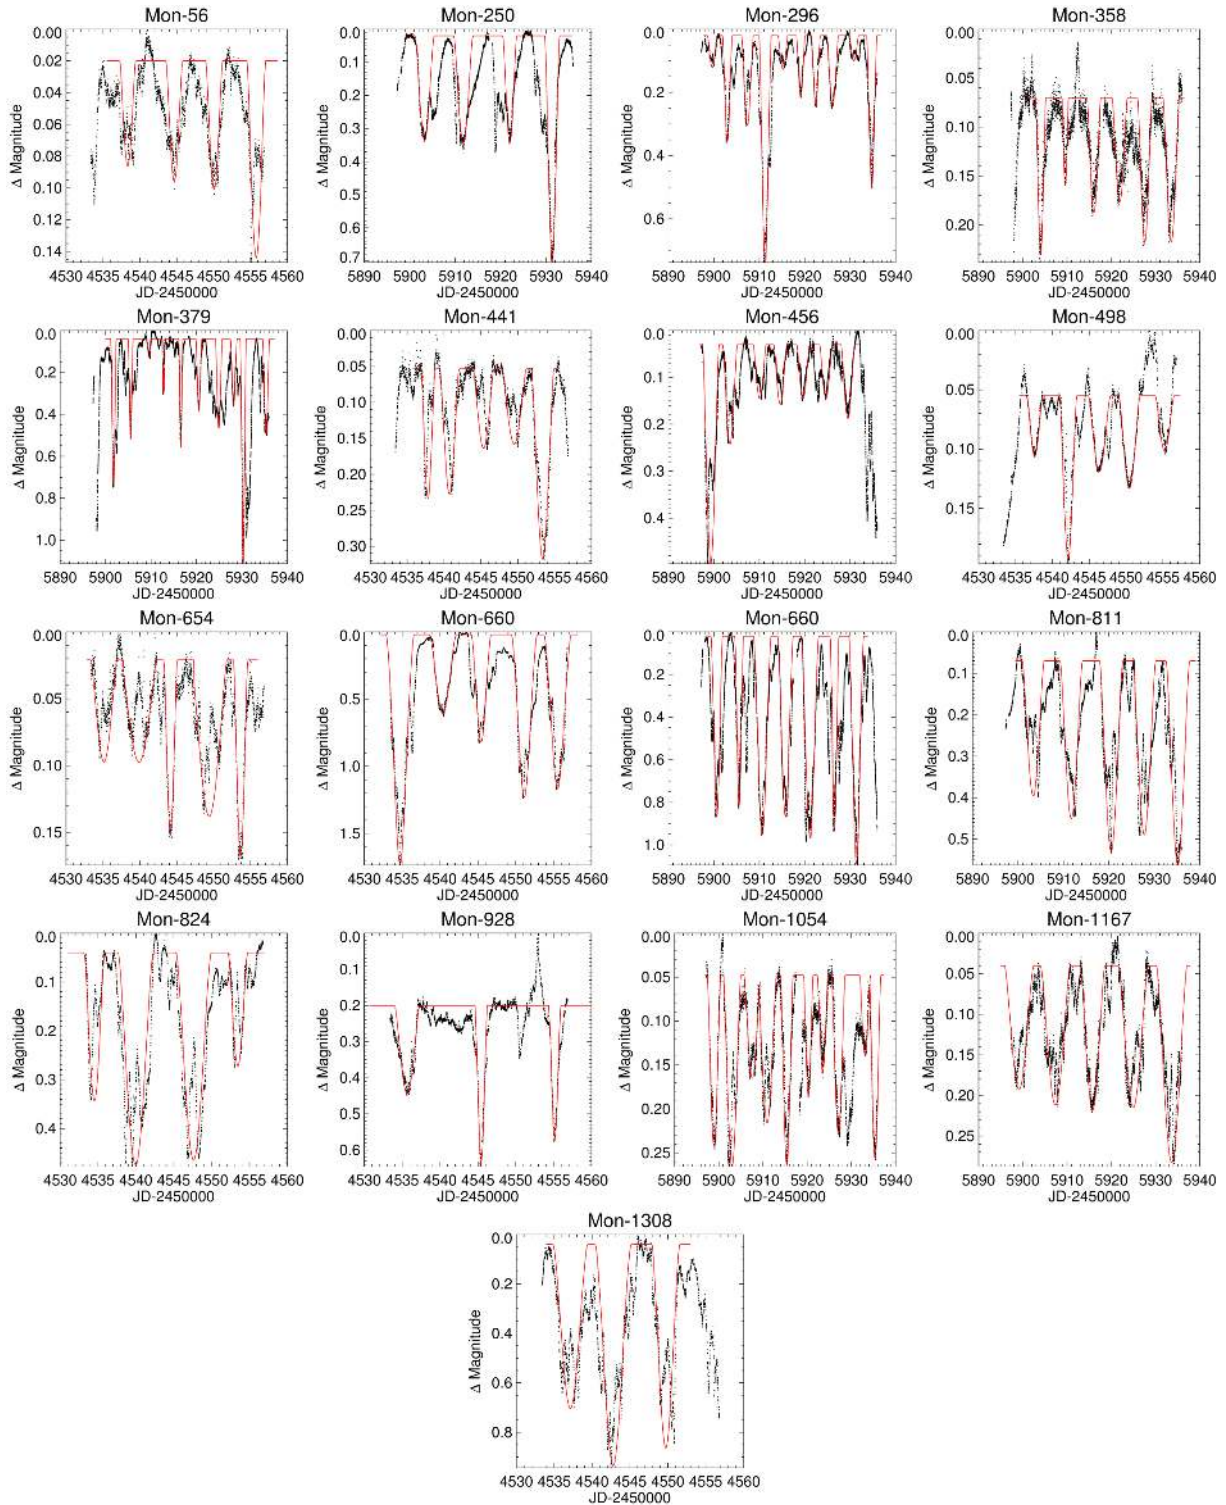 Mon-56 Mon-250 Mon-296 Mon-358
0.00 0.0 0.0 0.00
0.02 0.1 0.2 0.05
0.04 0.2 0.4 0.10
0.06 0.3 0.6 0.15
0.08 0.4 0.20
0.10 0.5
0.12 0.6
0.14 0.7
Δ Magnitude Δ Magnitude Δ Magnitude Δ Magnitude
4530 4535 4540 4545 4550 4555 4560 5890 5900 5910 5920 5930 5940 5890 5900 5910 5920 5930 5940 5890 5900 5910 5920 5930 5940
JD-2450000 JD-2450000 JD-2450000 JD-2450000
Mon-379 Mon-441 Mon-456 Mon-498
0.0 0.00 0.0 0.00
0.2 0.05 0.1 0.05
0.4 0.10 0.2 0.10
0.6 0.15 0.3 0.15
0.8 0.20 0.4
1.0 0.25
0.30
Δ Magnitude Δ Magnitude Δ Magnitude Δ Magnitude
5890 5900 5910 5920 5930 5940 4530 4535 4540 4545 4550 4555 4560 5890 5900 5910 5920 5930 5940 4530 4535 4540 4545 4550 4555 4560
JD-2450000 JD-2450000 JD-2450000 JD-2450000
Mon-654 Mon-660 Mon-660 Mon-811
0.00 0.0 0.0 0.0
0.05 0.5 0.2 0.1
0.10 1.0 0.4 0.2
0.15 1.5 0.6 0.3
0.8 0.4
1.0 0.5
Δ Magnitude Δ Magnitude Δ Magnitude Δ Magnitude
4530 4535 4540 4545 4550 4555 4560 4530 4535 4540 4545 4550 4555 4560 5890 5900 5910 5920 5930 5940 5890 5900 5910 5920 5930 5940
JD-2450000 JD-2450000 JD-2450000 JD-2450000
Mon-824 Mon-928 Mon-1054 Mon-1167
0.0 0.0 0.00 0.00
0.1 0.1 0.05 0.05
0.2 0.2 0.10 0.10
0.3 0.3 0.15 0.15
0.4 0.4 0.20 0.20
0.5 0.25 0.25
0.6
Δ Magnitude Δ Magnitude Δ Magnitude Δ Magnitude
4530 4535 4540 4545 4550 4555 4560 4530 4535 4540 4545 4550 4555 4560 5890 5900 5910 5920 5930 5940 5890 5900 5910 5920 5930 5940
JD-2450000 JD-2450000 JD-2450000 JD-2450000
Mon-1308
0.0
0.2
0.4
0.6
0.8
Δ Magnitude
4530 4535 4540 4545 4550 4555 4560
JD-2450000